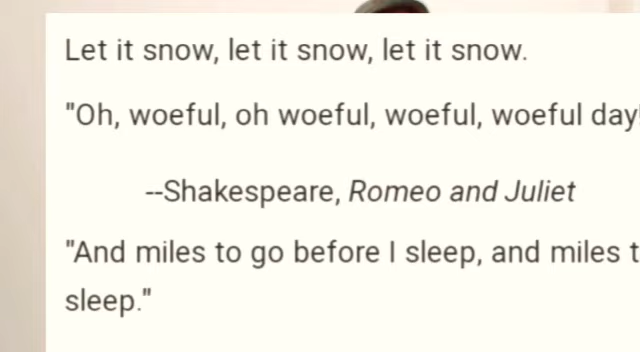 Let it snow, let it snow, let it snow.
"Oh, woeful, oh woeful, woeful, woeful day!
--Shakespeare, Romeo and Juliet
"And miles to go before I sleep, and miles t
sleep."